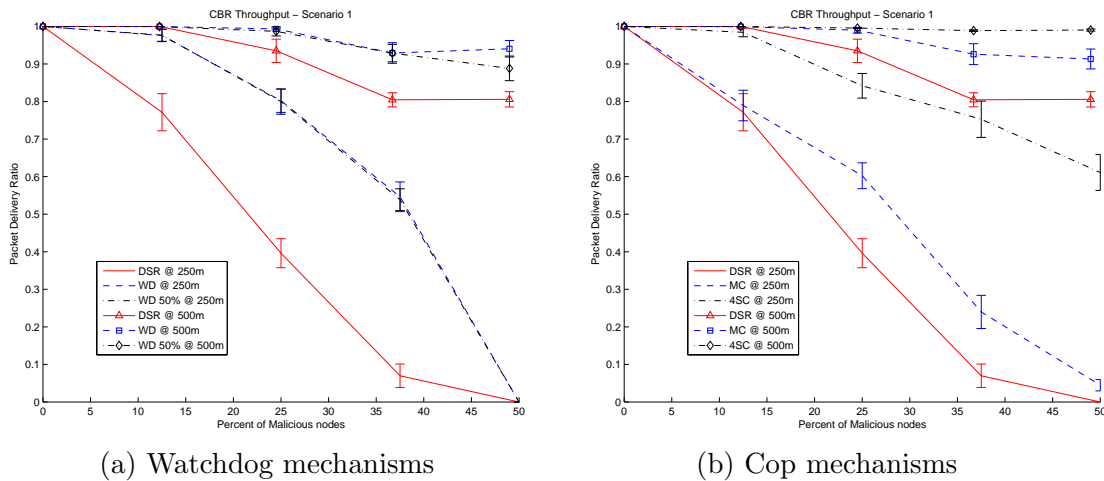 CBR Throughput – Scenario 1
Packet Delivery Ratio
1
0.9
0.8
0.7
0.6
0.5
0.4
0.3
0.2
0.1
0
DSR @ 250m
WD @ 250m
WD 50% @ 250m
DSR @ 500m
WD @ 500m
WD 50% @ 500m
0 5 10 15 20 25 30 35 40 45 50
Percent of Malicious nodes
(a) Watchdog mechanisms
CBR Throughput – Scenario 1
Packet Delivery Ratio
1
0.9
0.8
0.7
0.6
0.5
0.4
0.3
0.2
0.1
0
DSR @ 250m
MC @ 250m
4SC @ 250m
DSR @ 500m
MC @ 500m
4SC @ 500m
0 5 10 15 20 25 30 35 40 45 50
Percent of Malicious nodes
(b) Cop mechanisms